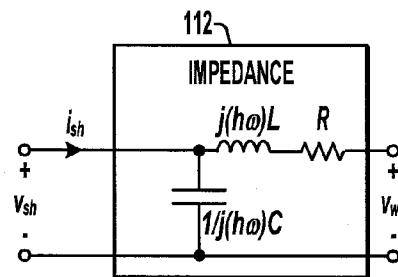 112
IMPEDANCE
i_sh
j(hω)L
R
+
V_sh
-
1/j(hω)C
+
V_w
-